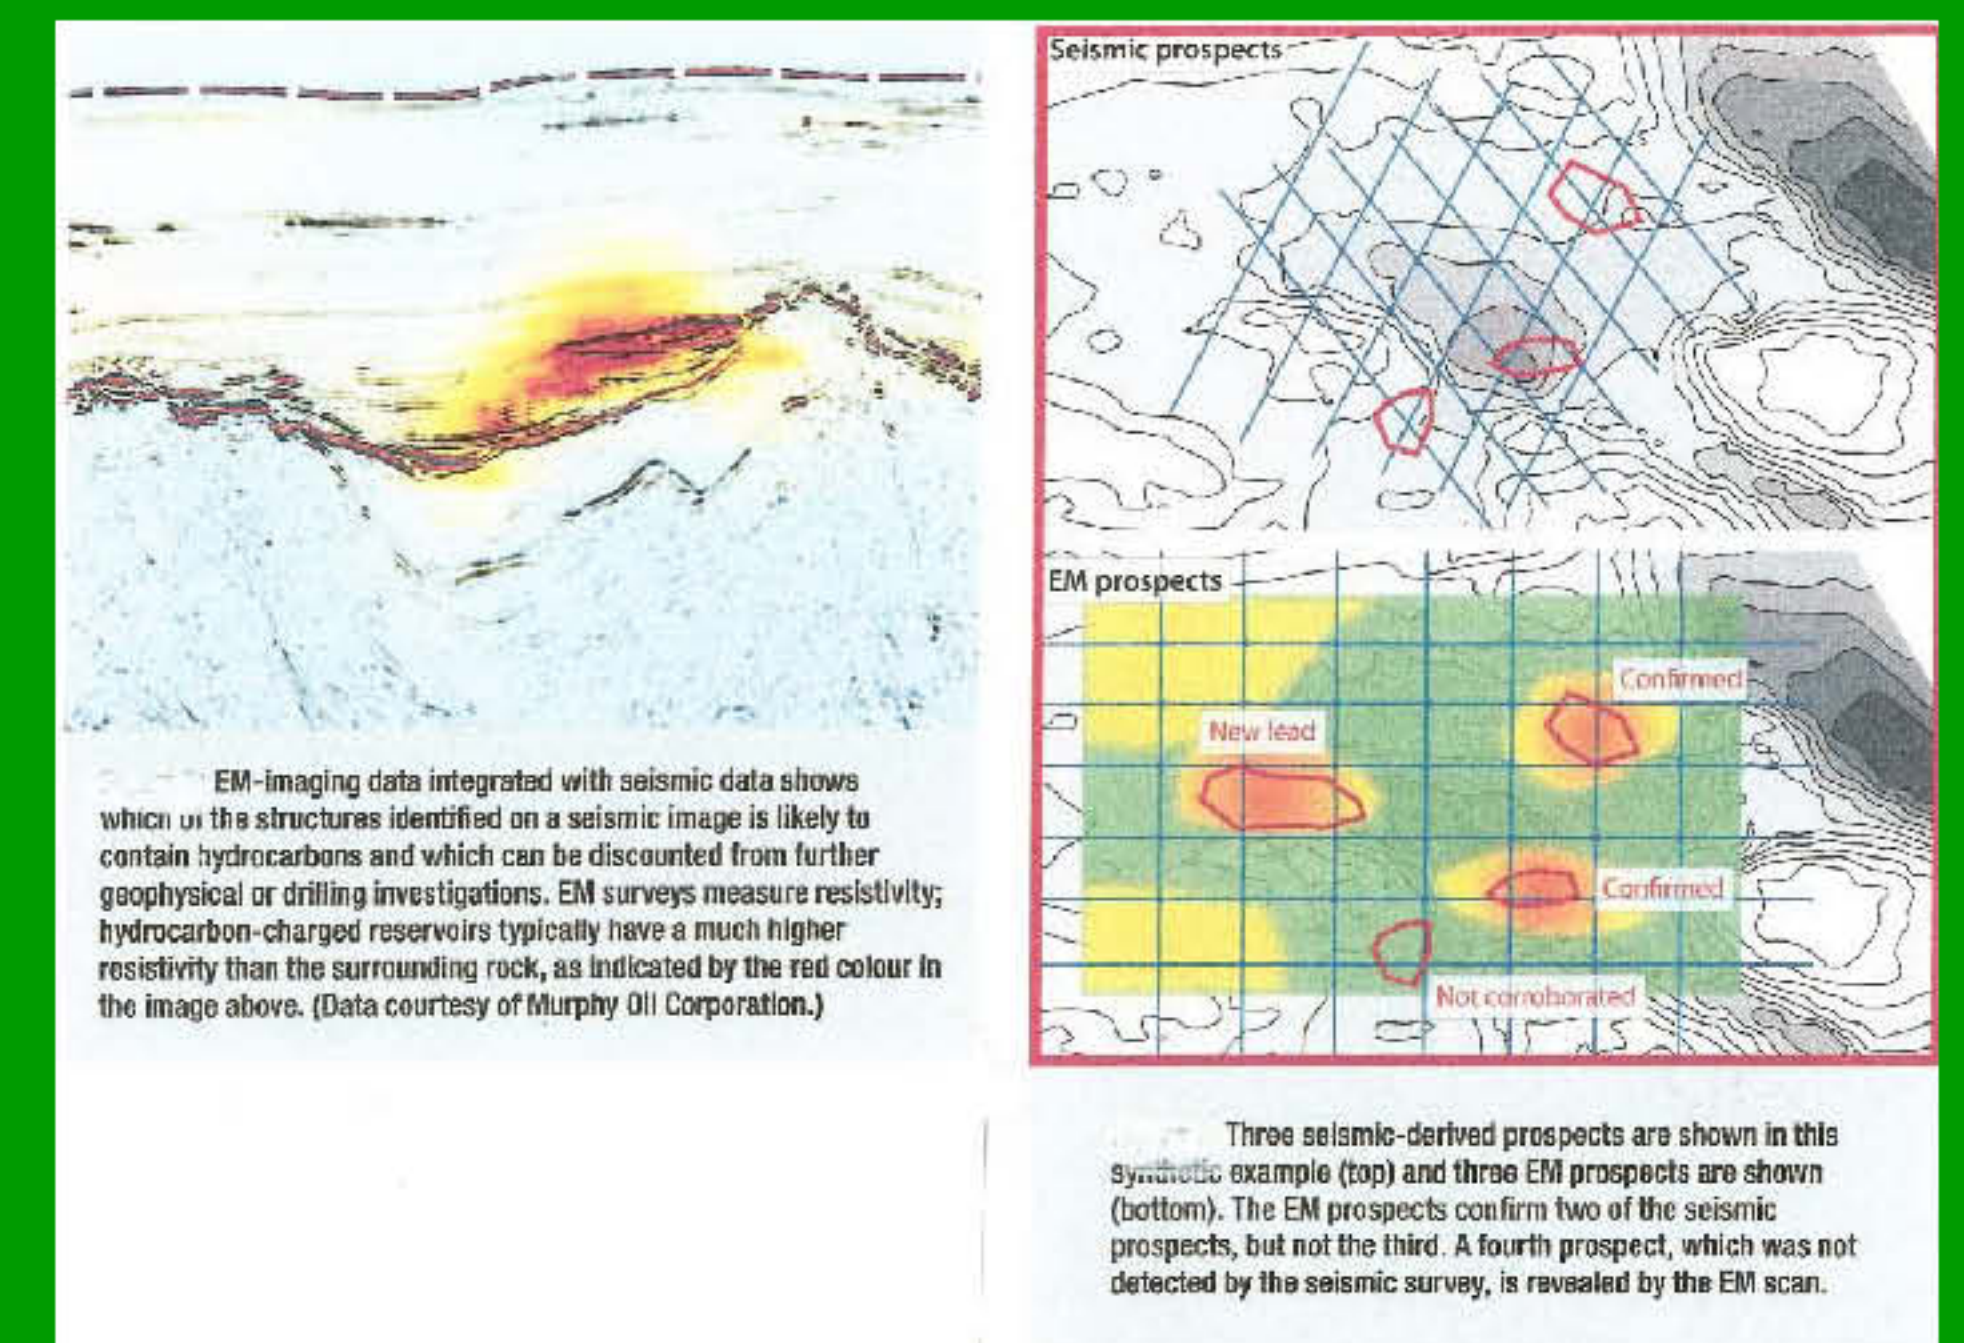 EM-imaging data integrated with seismic data shows
which of the structures identified on a seismic image is likely to
contain hydrocarbons and which can be discounted from further
geophysical or drilling investigations. EM surveys measure resistivity;
hydrocarbon-charged reservoirs typically have a much higher
resistivity than the surrounding rock, as indicated by the red colour in
the image above. (Data courtesy of Murphy Oil Corporation.)
Seismic prospects
EM prospects
Confirmed
New lead
Confirmed
Not corroborated
Three seismic-derived prospects are shown in this
synthetic example (top) and three EM prospects are shown
(bottom). The EM prospects confirm two of the seismic
prospects, but not the third. A fourth prospect, which was not
detected by the seismic survey, is revealed by the EM scan.